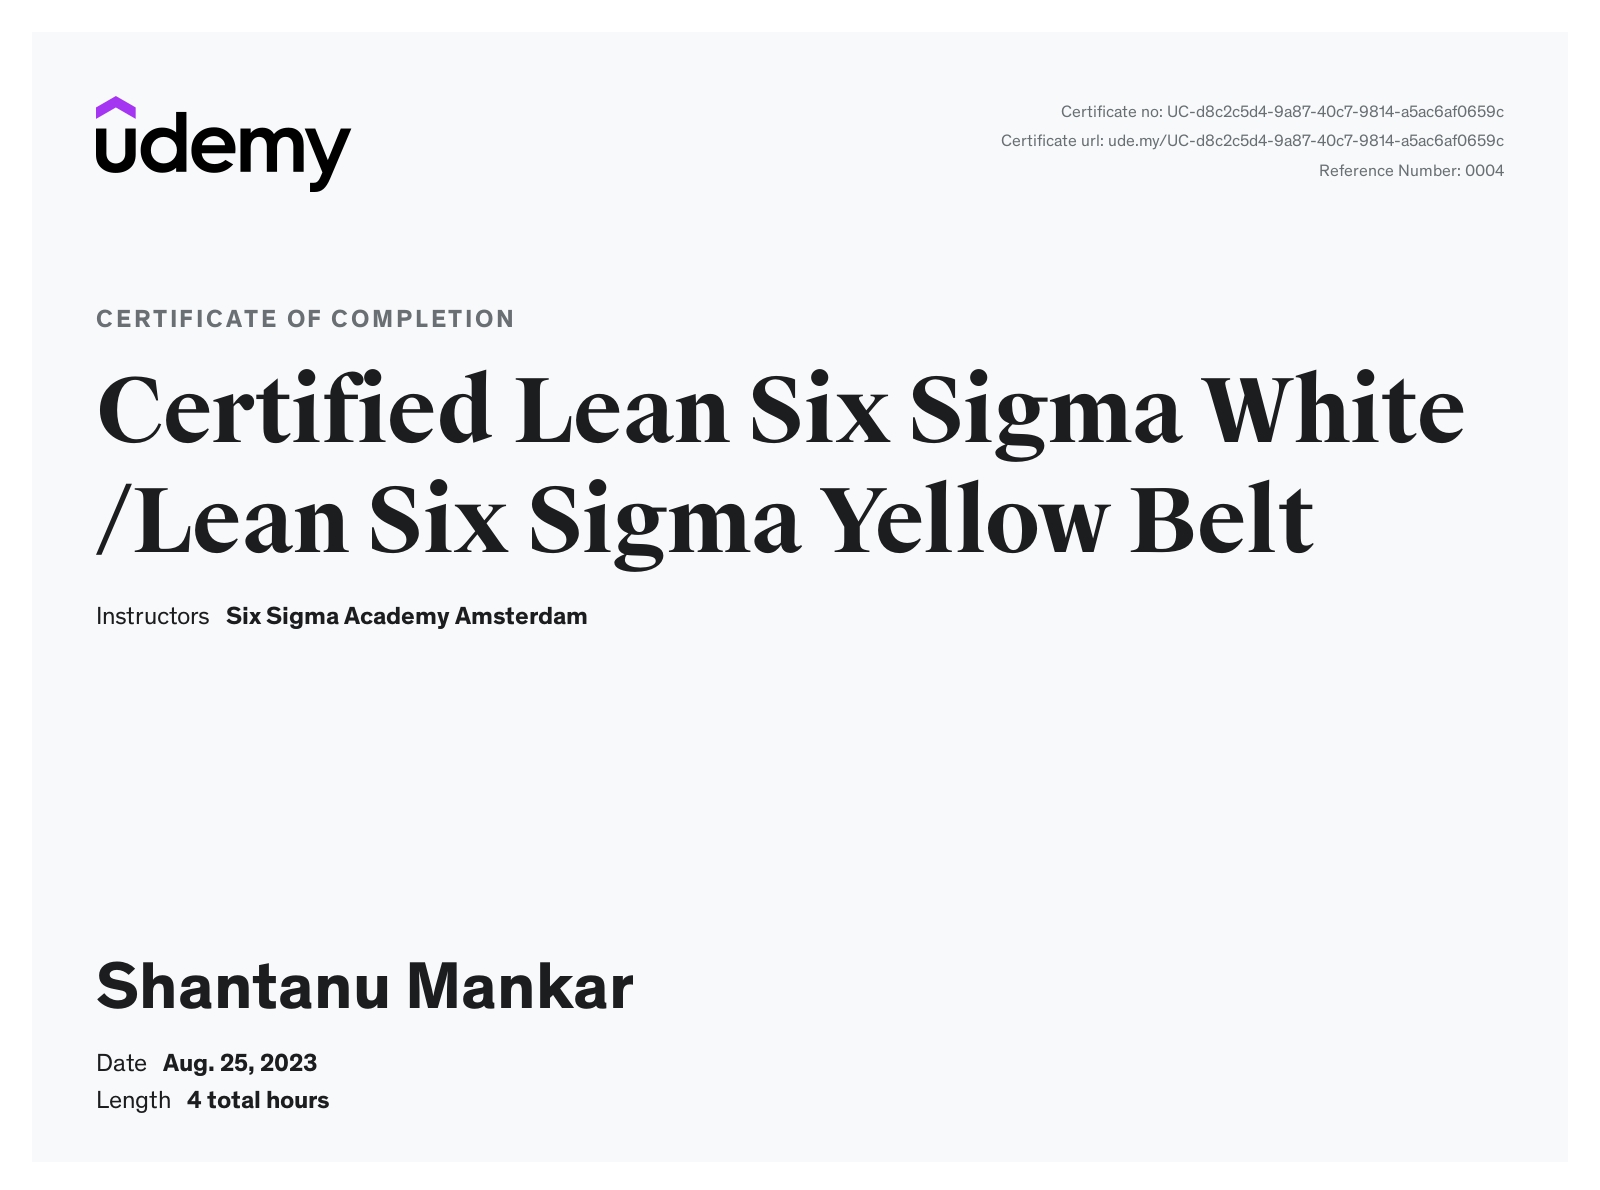 udemy
Certificate no: UC-d8c2c5d4-9a87-40c7-9814-a5ac6af0659c
Certificate url: ude.my/UC-d8c2c5d4-9a87-40c7-9814-a5ac6af0659c
Reference Number: 0004
CERTIFICATE OF COMPLETION
Certified Lean Six Sigma White
/Lean Six Sigma Yellow Belt
Instructors Six Sigma Academy Amsterdam
Shantanu Mankar
Date Aug. 25, 2023
Length 4 total hours